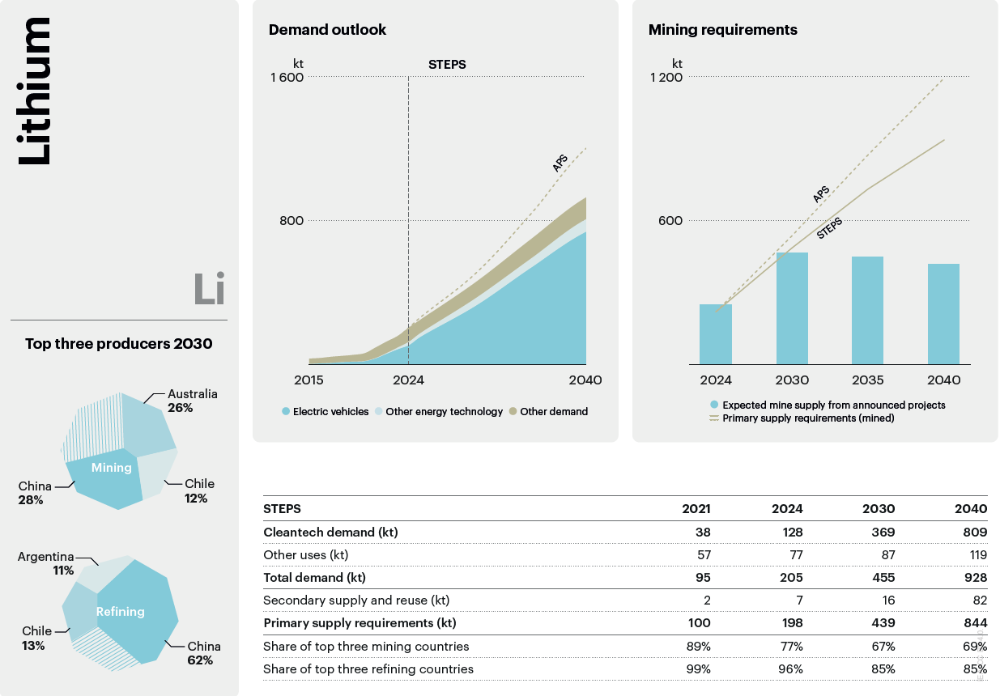 Lithium
Li
Top three producers 2030
Australia
26%
Mining
China
28%
Chile
12%
Argentina
11%
Refining
Chile
13%
China
62%
Demand outlook
kt
STEPS
1 600
APS
800
2015 2024 2040
Electric vehicles Other energy technology Other demand
Mining requirements
kt
1 200
APS
600
STEPS
2024 2030 2035 2040
Expected mine supply from announced projects
Primary supply requirements (mined)
STEPS 2021 2024 2030 2040
Cleantech demand (kt) 38 128 369 809
Other uses (kt) 57 77 87 119
Total demand (kt) 95 205 455 928
Secondary supply and reuse (kt) 2 7 16 82
Primary supply requirements (kt) 100 198 439 844
Share of top three mining countries 89% 77% 67% 69%
Share of top three refining countries 99% 96% 85% 85%